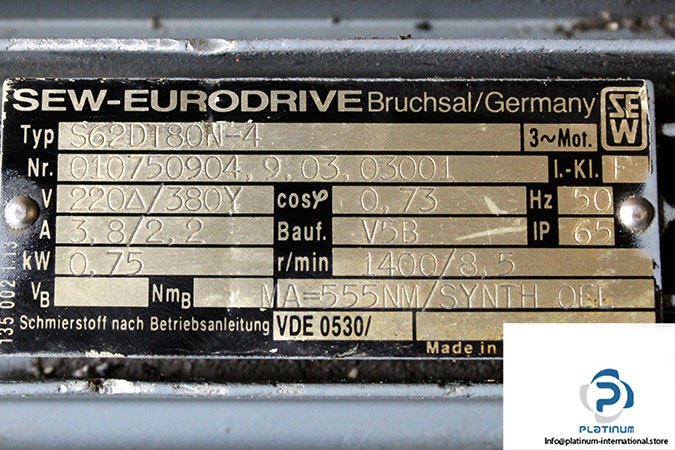 SEW-EURODRIVE Bruchsal/Germany SEW
Typ S62DT80N-4 3~Mot.
Nr. 010750904, 9, 03, 03001 I.-Kl. F
V 220Δ/380Y cosφ 0,73 Hz 50
A 3,8/2,2 Bauf. V5B IP 65
kW 0,75 r/min 1400/8,5
VB NmB MA=555NM/SYNTH OEL
Schmierstoff nach Betriebsanleitung VDE 0530/
Made in
135 002 1.13
PLATINUM
Info@platinum-international.store